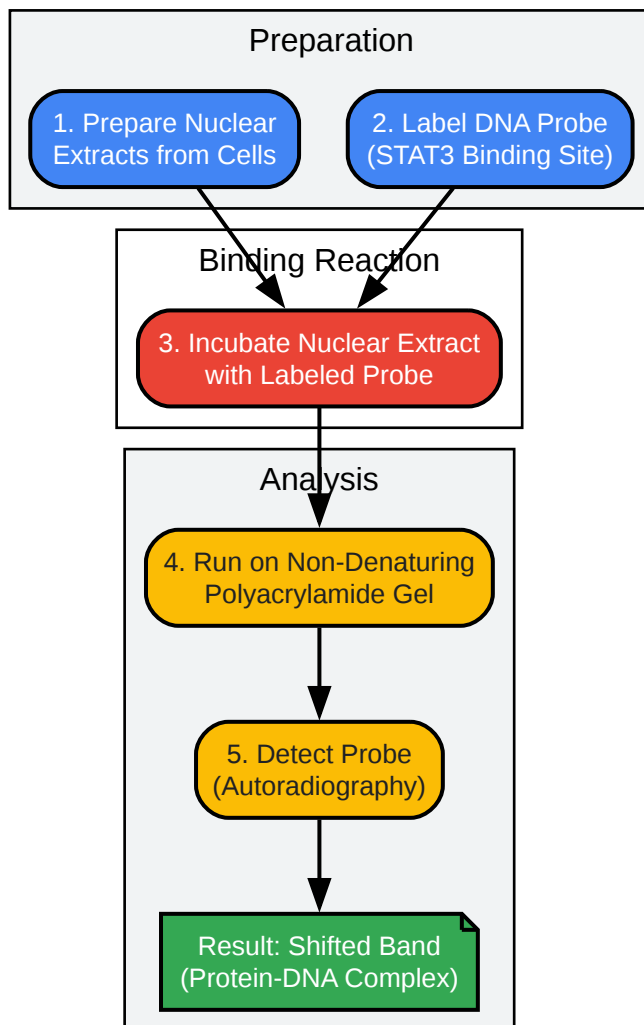 Preparation
1. Prepare Nuclear
Extracts from Cells
2. Label DNA Probe
(STAT3 Binding Site)
Binding Reaction
3. Incubate Nuclear Extract
with Labeled Probe
Analysis
4. Run on Non-Denaturing
Polyacrylamide Gel
5. Detect Probe
(Autoradiography)
Result: Shifted Band
(Protein-DNA Complex)